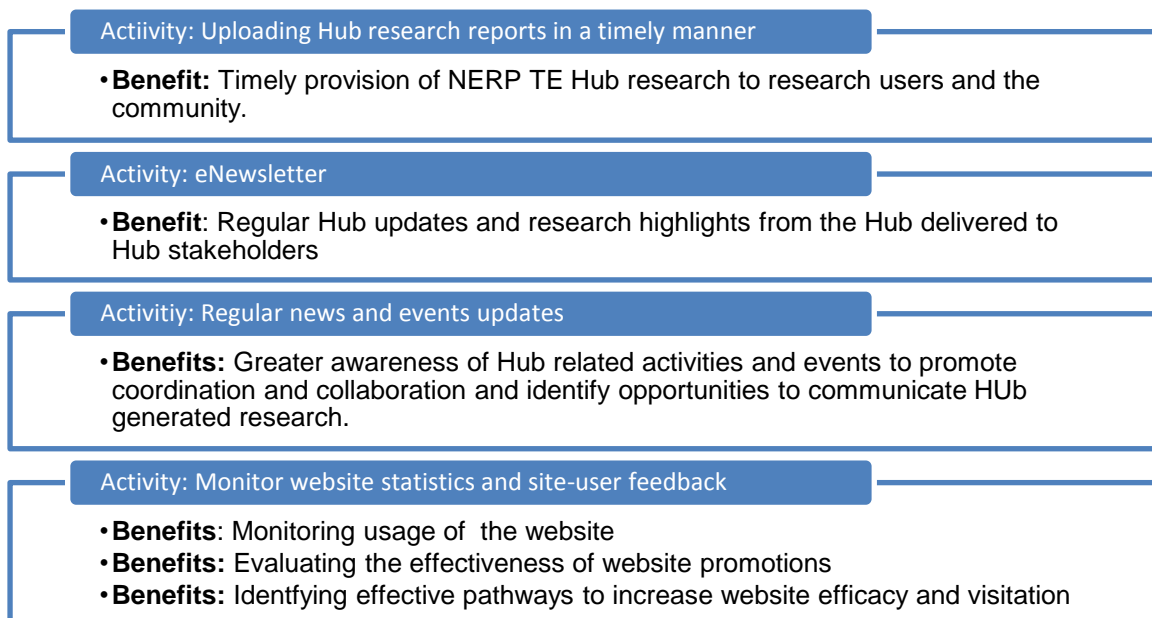 Actiivity: Uploading Hub research reports in a timely manner
•Benefit: Timely provision of NERP TE Hub research to research users and the
community.
Activity: eNewsletter
•Benefit: Regular Hub updates and research highlights from the Hub delivered to
Hub stakeholders
Activitiy: Regular news and events updates
•Benefits: Greater awareness of Hub related activities and events to promote
coordination and collaboration and identify opportunities to communicate HUb
generated research.
Activity: Monitor website statistics and site-user feedback
•Benefits: Monitoring usage of the website
•Benefits: Evaluating the effectiveness of website promotions
•Benefits: Identfying effective pathways to increase website efficacy and visitation